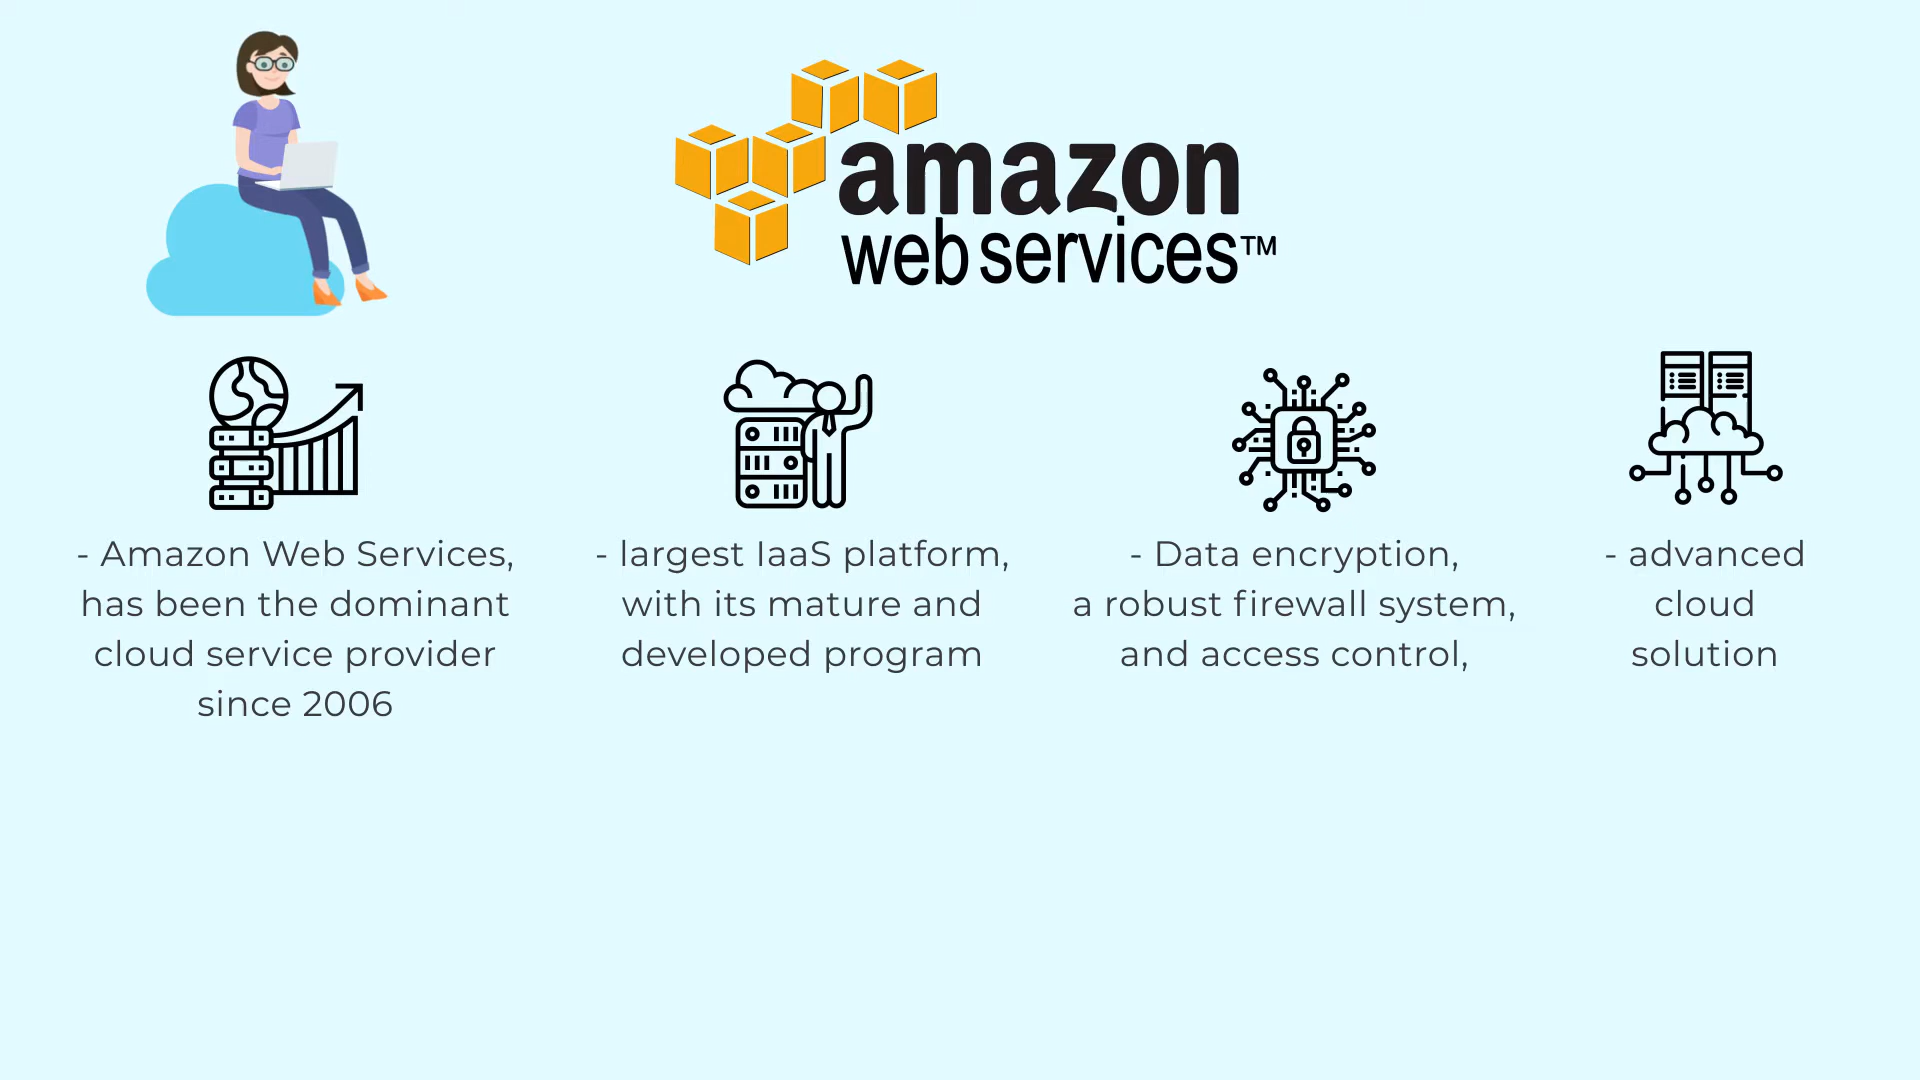 amazon
web services™
- Amazon Web Services,
has been the dominant
cloud service provider
since 2006
- largest IaaS platform,
with its mature and
developed program
- Data encryption,
a robust firewall system,
and access control,
- advanced
cloud
solution